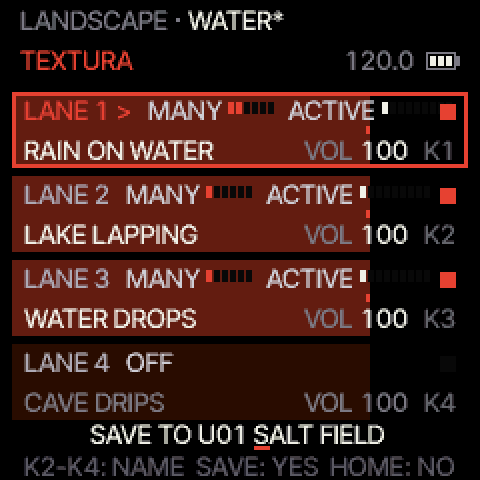 LANDSCAPE · WATER*
TEXTURA 120.0
LANE 1 > MANY ACTIVE
RAIN ON WATER VOL 100 K1
LANE 2 MANY ACTIVE
LAKE LAPPING VOL 100 K2
LANE 3 MANY ACTIVE
WATER DROPS VOL 100 K3
LANE 4 OFF
CAVE DRIPS VOL 100 K4
SAVE TO U01 SALT FIELD
K2-K4: NAME SAVE: YES HOME: NO